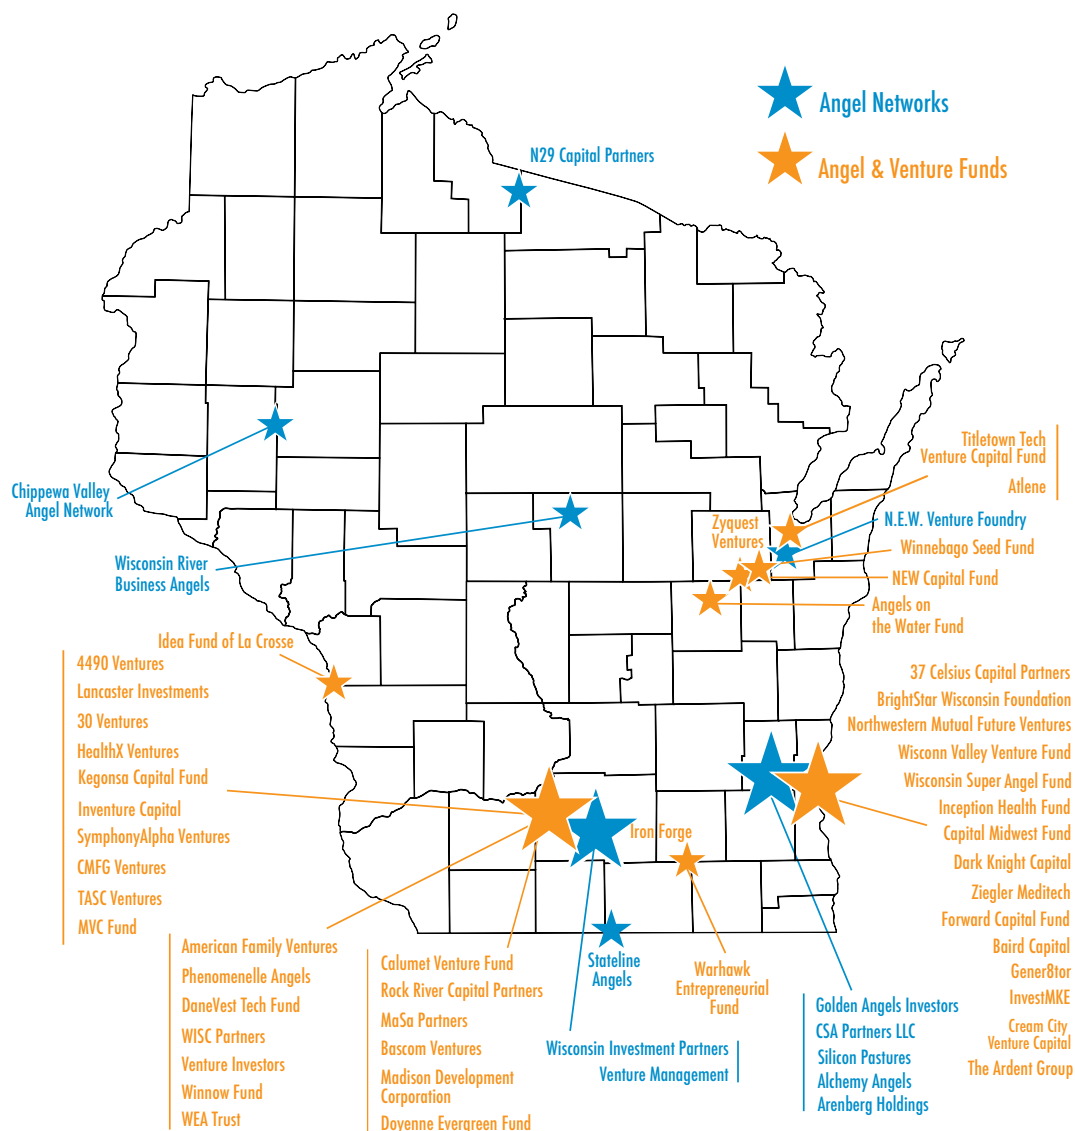 Angel Networks
Angel & Venture Funds
N29 Capital Partners
Chippewa Valley
Angel Network
Wisconsin River
Business Angels
Titletown Tech
Venture Capital Fund
Atlene
N.E.W. Venture Foundry
Zyquest
Ventures
Winnebago Seed Fund
NEW Capital Fund
Angels on
the Water Fund
Idea Fund of La Crosse
4490 Ventures
Lancaster Investments
30 Ventures
HealthX Ventures
Kegonsa Capital Fund
Inventure Capital
SymphonyAlpha Ventures
CMFG Ventures
TASC Ventures
MVC Fund
American Family Ventures
Phenomenelle Angels
DaneVest Tech Fund
WISC Partners
Venture Investors
Winnow Fund
WEA Trust
Calumet Venture Fund
Rock River Capital Partners
MaSa Partners
Bascom Ventures
Madison Development
Corporation
Doyenne Evergreen Fund
Iron Forge
Stateline
Angels
Wisconsin Investment Partners
Venture Management
Warhawk
Entrepreneurial
Fund
Golden Angels Investors
CSA Partners LLC
Silicon Pastures
Alchemy Angels
Arenberg Holdings
37 Celsius Capital Partners
BrightStar Wisconsin Foundation
Northwestern Mutual Future Ventures
Wisconn Valley Venture Fund
Wisconsin Super Angel Fund
Inception Health Fund
Capital Midwest Fund
Dark Knight Capital
Ziegler Meditech
Forward Capital Fund
Baird Capital
Gener8tor
InvestMKE
Cream City
Venture Capital
The Ardent Group